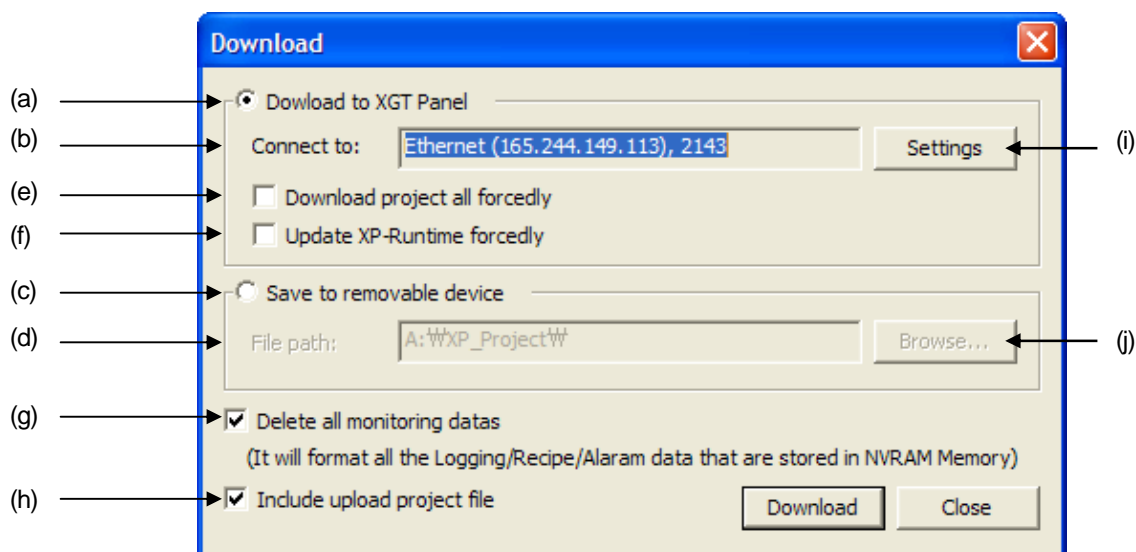 Download
(a) Dowload to XGT Panel
(b) Connect to: Ethernet (165.244.149.113), 2143 Settings (i)
(e) Download project all forcedly
(f) Update XP-Runtime forcedly
(c) Save to removable device
(d) File path: A:₩XP_Project₩ Browse... (j)
(g) Delete all monitoring datas
(It will format all the Logging/Recipe/Alaram data that are stored in NVRAM Memory)
(h) Include upload project file Download Close